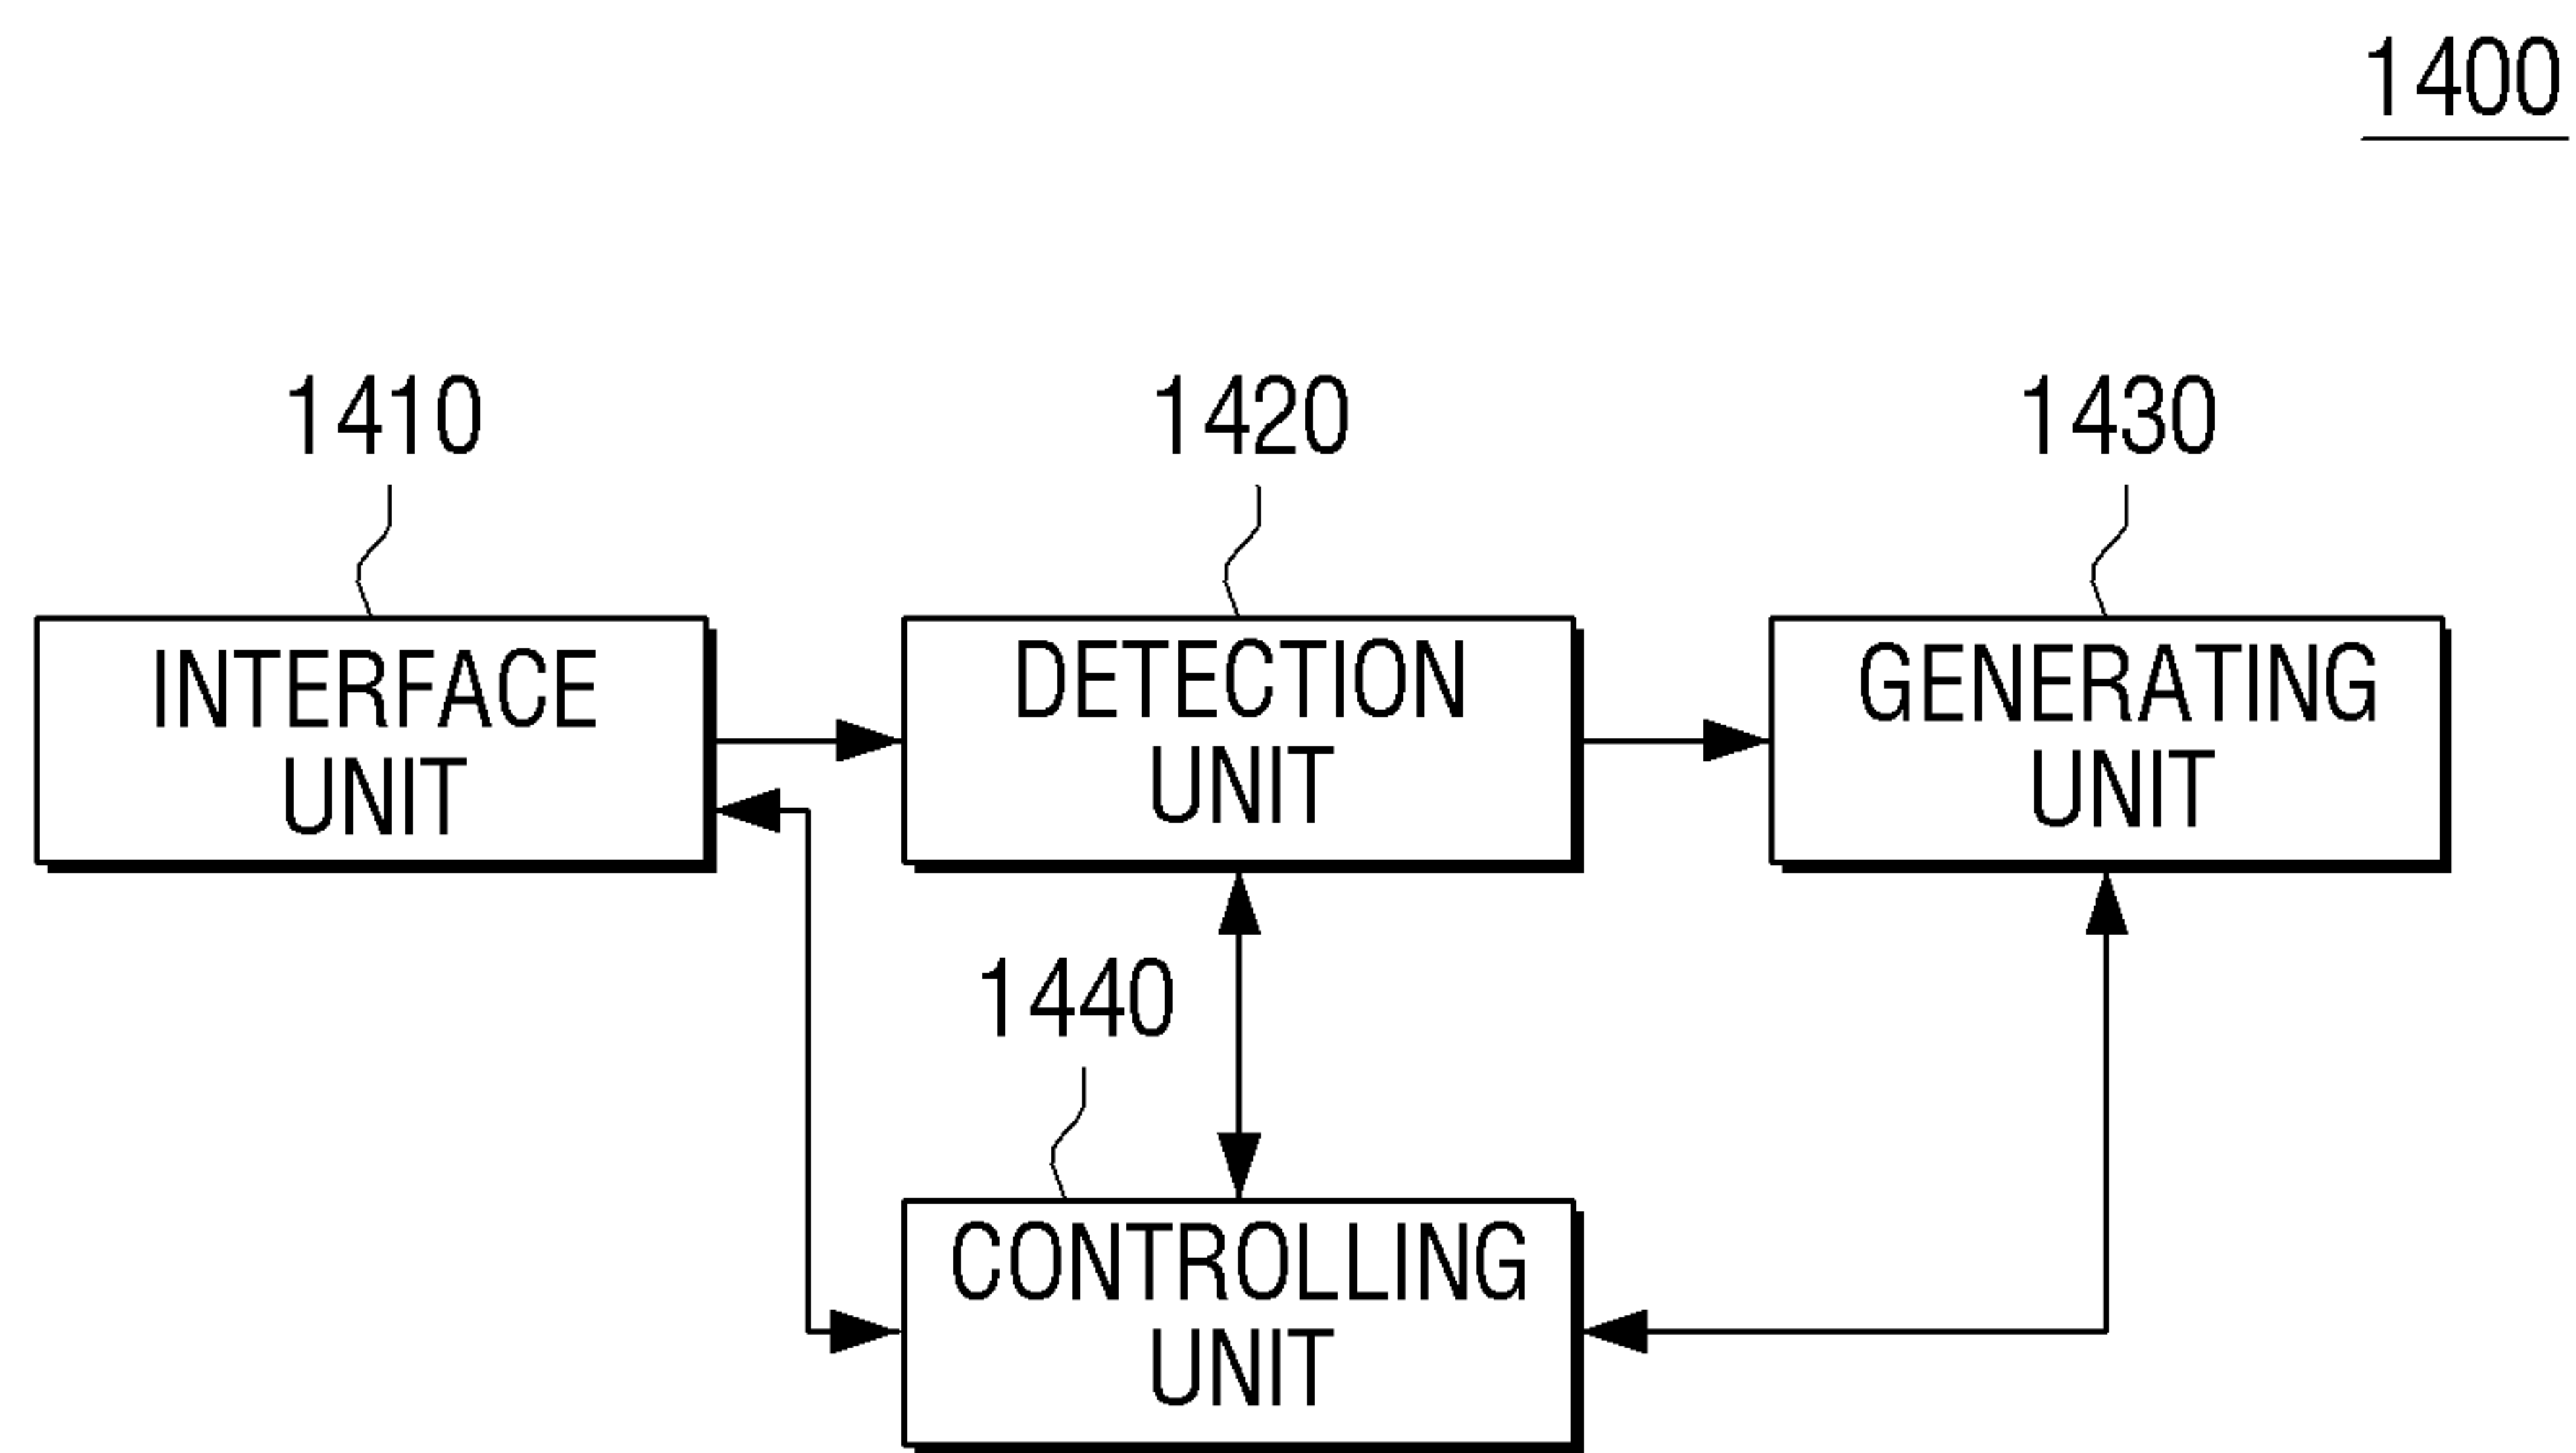 1400
1410
1420
1430
INTERFACE
UNIT
DETECTION
UNIT
GENERATING
UNIT
1440
CONTROLLING
UNIT